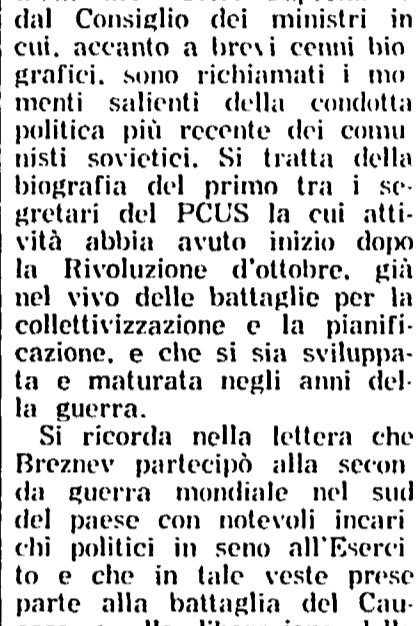 dal Consiglio dei ministri in
cui, accanto a brevi cenni bio
grafici, sono richiamati i mo
menti salienti della condotta
politica più recente dei comu
nisti sovietici. Si tratta della
biografia del primo tra i se-
gretari del PCUS la cui atti-
vità abbia avuto inizio dopo
la Rivoluzione d'ottobre, già
nel vivo delle battaglie per la
collettivizzazione e la pianifi-
cazione, e che si sia sviluppa-
ta e maturata negli anni del-
la guerra.
Si ricorda nella lettera che
Breznev partecipò alla secon
da guerra mondiale nel sud
del paese con notevoli incari
chi politici in seno all'Eserci
to e che in tale veste prese
parte alla battaglia del Cau-